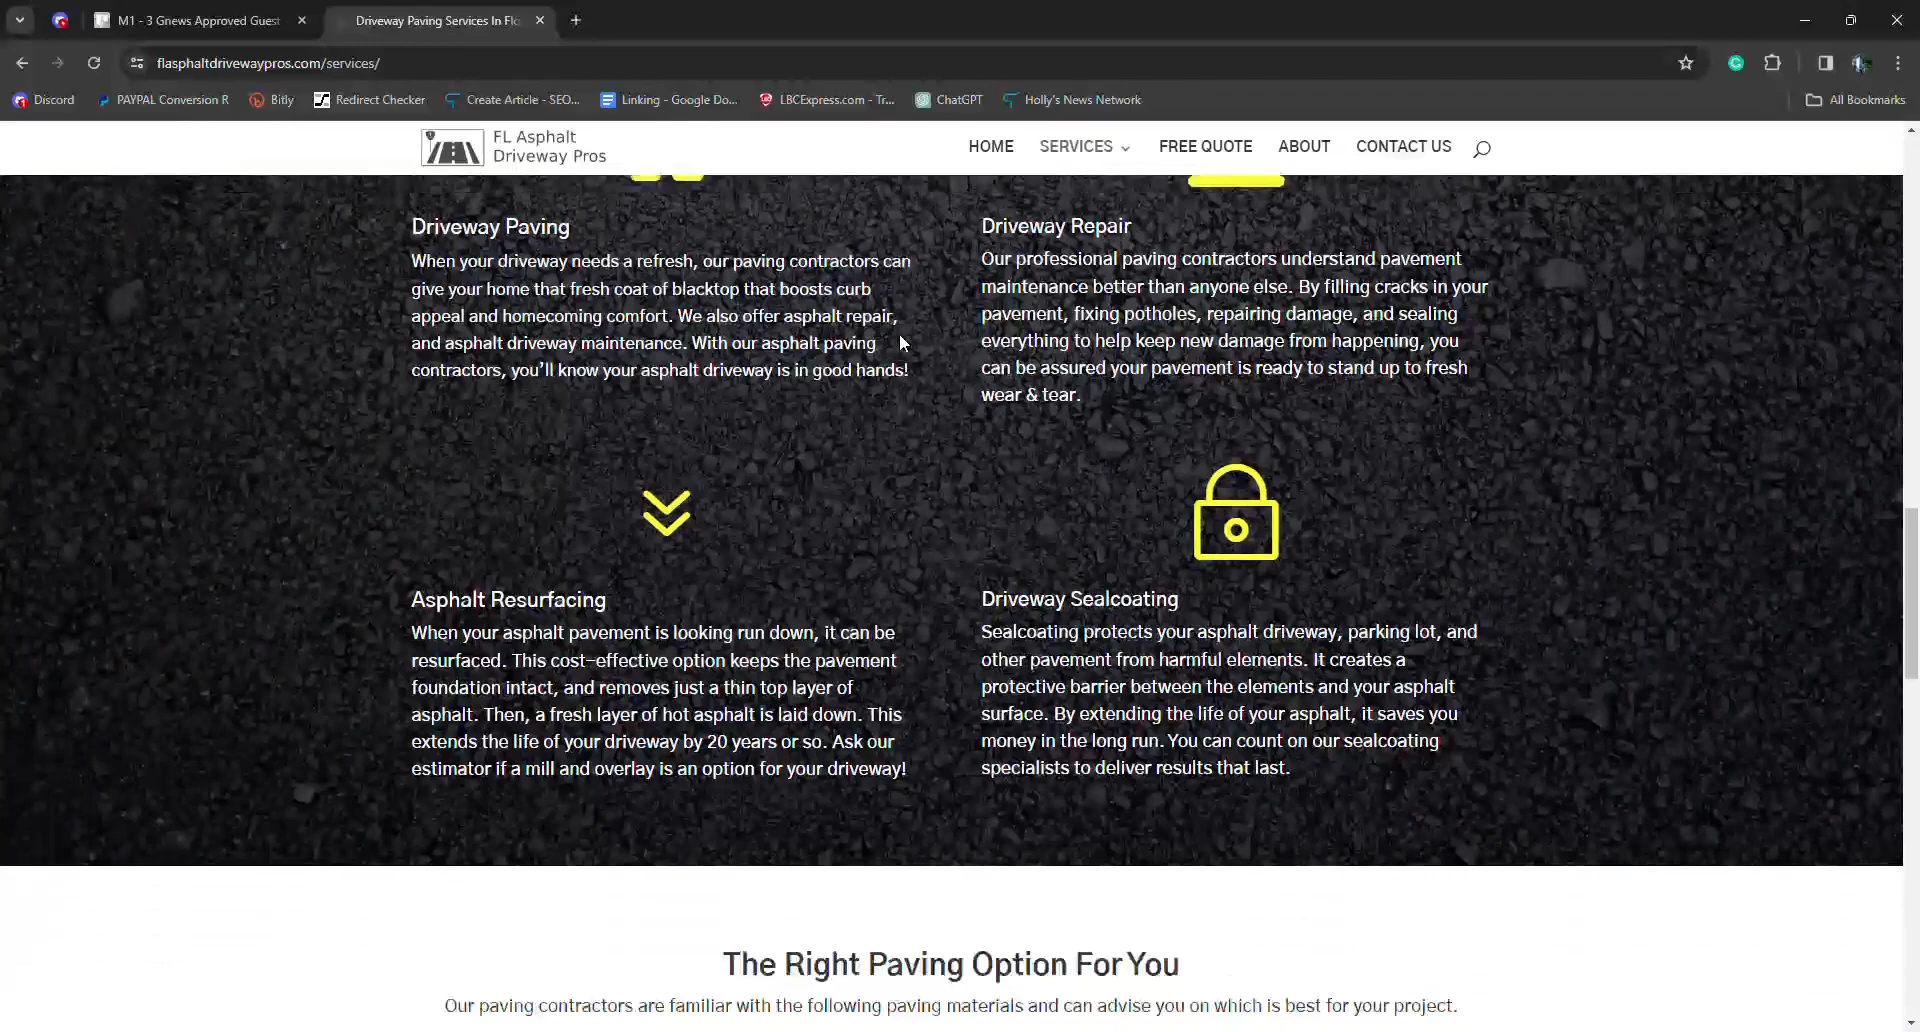 M1 - 3 Gnews Approved Guest
Driveway Paving Services In Flo
flasphaltdrivewaypros.com/services/
Discord
PAYPAL Conversion R
Bitly
Redirect Checker
Create Article - SEO...
Linking - Google Do...
LBCExpress.com - Tr...
ChatGPT
Holly's News Network
All Bookmarks
FL Asphalt
Driveway Pros
HOME
SERVICES
FREE QUOTE
ABOUT
CONTACT US
Driveway Paving
When your driveway needs a refresh, our paving contractors can
give your home that fresh coat of blacktop that boosts curb
appeal and homecoming comfort. We also offer asphalt repair,
and asphalt driveway maintenance. With our asphalt paving
contractors, you’ll know your asphalt driveway is in good hands!
Driveway Repair
Our professional paving contractors understand pavement
maintenance better than anyone else. By filling cracks in your
pavement, fixing potholes, repairing damage, and sealing
everything to help keep new damage from happening, you
can be assured your pavement is ready to stand up to fresh
wear & tear.
Asphalt Resurfacing
When your asphalt pavement is looking run down, it can be
resurfaced. This cost-effective option keeps the pavement
foundation intact, and removes just a thin top layer of
asphalt. Then, a fresh layer of hot asphalt is laid down. This
extends the life of your driveway by 20 years or so. Ask our
estimator if a mill and overlay is an option for your driveway!
Driveway Sealcoating
Sealcoating protects your asphalt driveway, parking lot, and
other pavement from harmful elements. It creates a
protective barrier between the elements and your asphalt
surface. By extending the life of your asphalt, it saves you
money in the long run. You can count on our sealcoating
specialists to deliver results that last.
The Right Paving Option For You
Our paving contractors are familiar with the following paving materials and can advise you on which is best for your project.